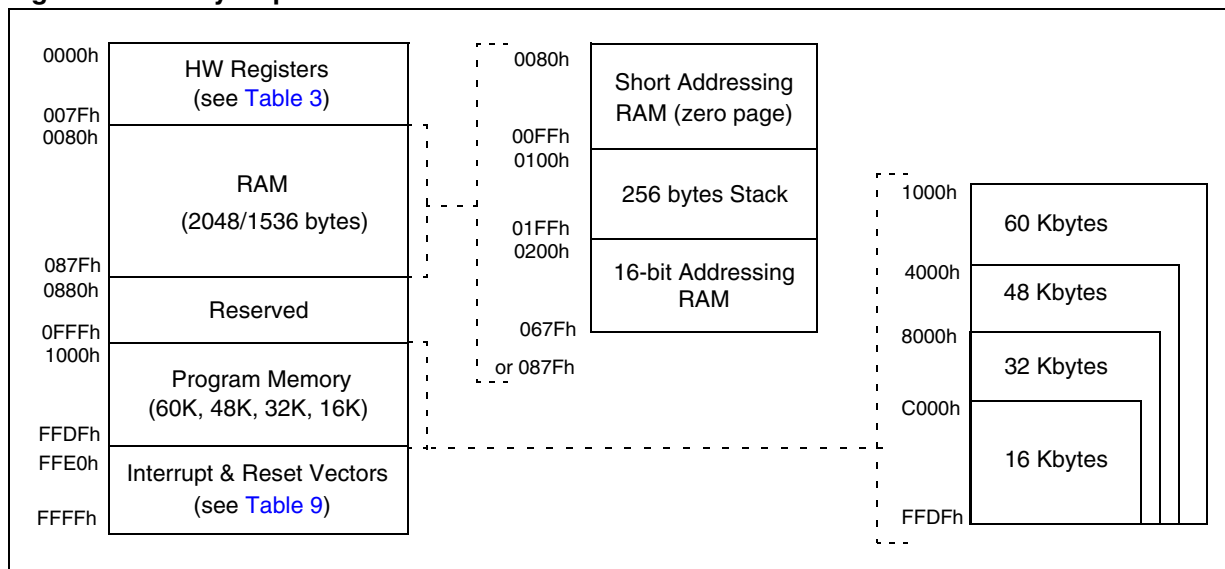 0000h
HW Registers
(see Table 3)
007Fh
0080h
RAM
(2048/1536 bytes)
087Fh
0880h
Reserved
0FFFh
1000h
Program Memory
(60K, 48K, 32K, 16K)
FFDFh
FFE0h
Interrupt & Reset Vectors
(see Table 9)
FFFFh
0080h
Short Addressing
RAM (zero page)
00FFh
0100h
256 bytes Stack
01FFh
0200h
16-bit Addressing
RAM
067Fh
or 087Fh
1000h
60 Kbytes
4000h
48 Kbytes
8000h
32 Kbytes
C000h
16 Kbytes
FFDFh